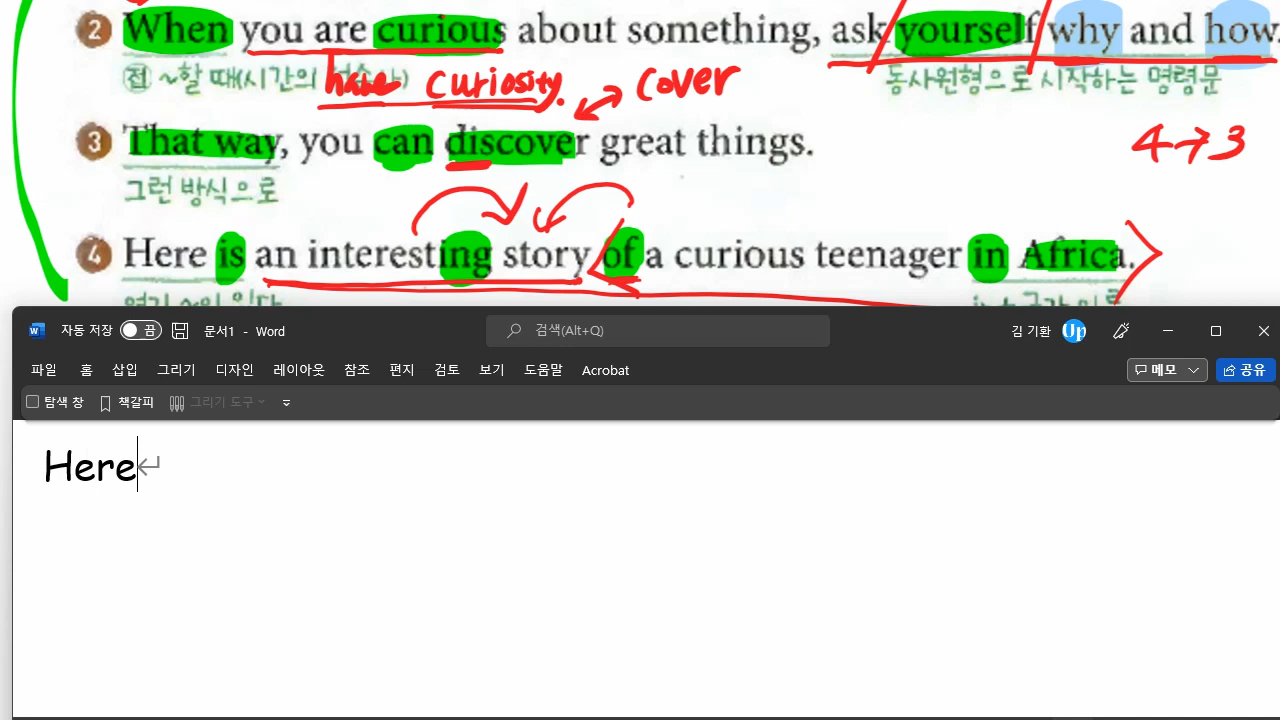 2 When you are curious about something, ask yourself why and how.
접 ~할 때(시간의
동사원형으로 시작하는 명령문
have curiosity. cover
3 That way, you can discover great things.
4→3
그런 방식으로
4 Here is an interesting story of a curious teenager in Africa.
여기 ~이 있다
자동 저장 끔 문서1 - Word 검색(Alt+Q) 김 기환 Up
파일 홈 삽입 그리기 디자인 레이아웃 참조 편지 검토 보기 도움말 Acrobat 메모 공유
탐색 창 책갈피 그리기 도구
Here